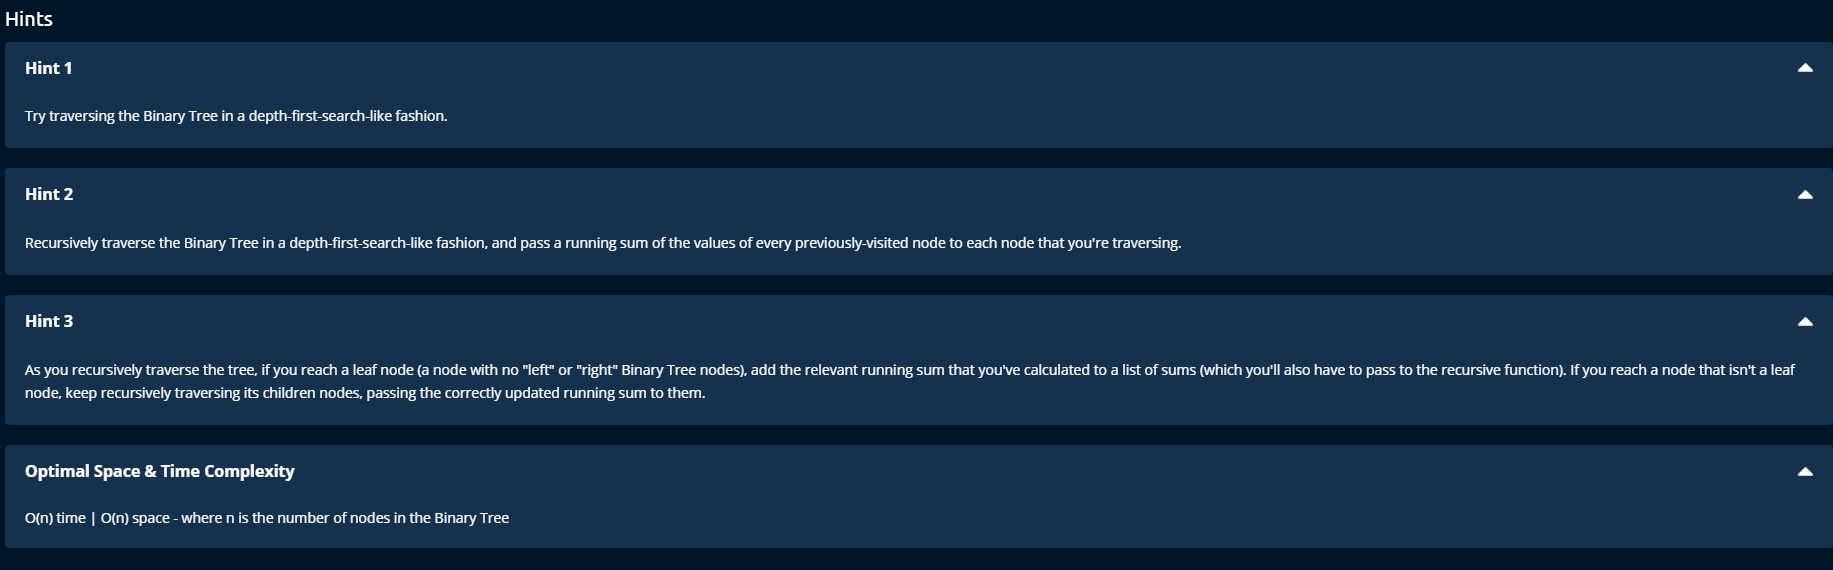 Hints
Hint 1
Try traversing the Binary Tree in a depth-first-search-like fashion.
Hint 2
Recursively traverse the Binary Tree in a depth-first-search-like fashion, and pass a running sum of the values of every previously-visited node to each node that you're traversing.
Hint 3
As you recursively traverse the tree, if you reach a leaf node (a node with no "left" or "right" Binary Tree nodes), add the relevant running sum that you've calculated to a list of sums (which you'll also have to pass to the recursive function). If you reach a node that isn't a leaf
node, keep recursively traversing its children nodes, passing the correctly updated running sum to them.
Optimal Space & Time Complexity
O(n) time | O(n) space - where n is the number of nodes in the Binary Tree